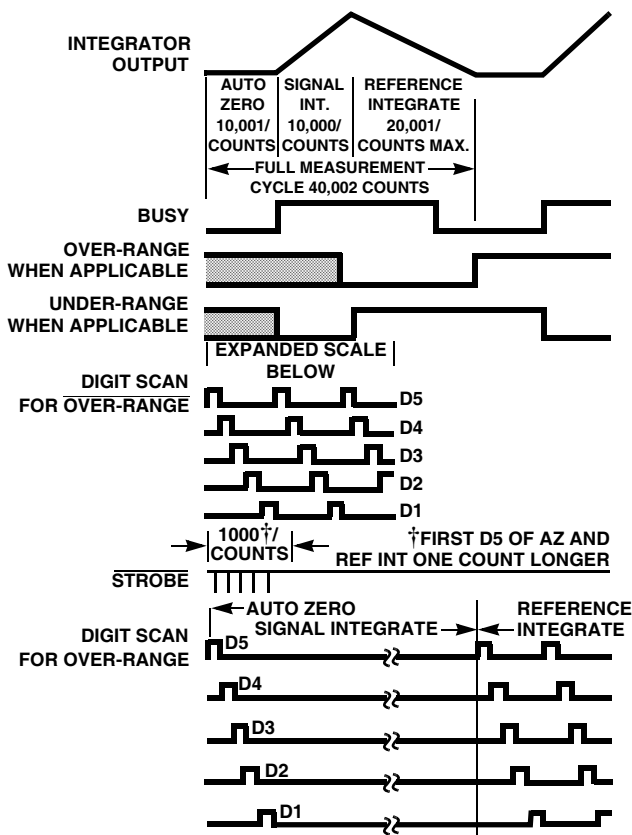 INTEGRATOR
OUTPUT
AUTO
ZERO
10,001/
COUNTS
SIGNAL
INT.
10,000/
COUNTS
REFERENCE
INTEGRATE
20,001/
COUNTS MAX.
FULL MEASUREMENT
CYCLE 40,002 COUNTS
BUSY
OVER-RANGE
WHEN APPLICABLE
UNDER-RANGE
WHEN APPLICABLE
EXPANDED SCALE
BELOW
DIGIT SCAN
FOR OVER-RANGE
D5
D4
D3
D2
D1
1000†/
COUNTS
†FIRST D5 OF AZ AND
REF INT ONE COUNT LONGER
STROBE
AUTO ZERO
SIGNAL INTEGRATE
REFERENCE
INTEGRATE
DIGIT SCAN
FOR OVER-RANGE
D5
D4
D3
D2
D1